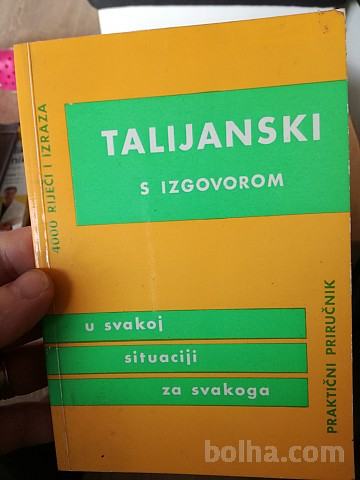 TALIJANSKI
S IZGOVOROM
4000 RIJEČI I IZRAZA
u svakoj
situaciji
za svakoga
PRAKTIČNI PRIRUČNIK
bolha.com